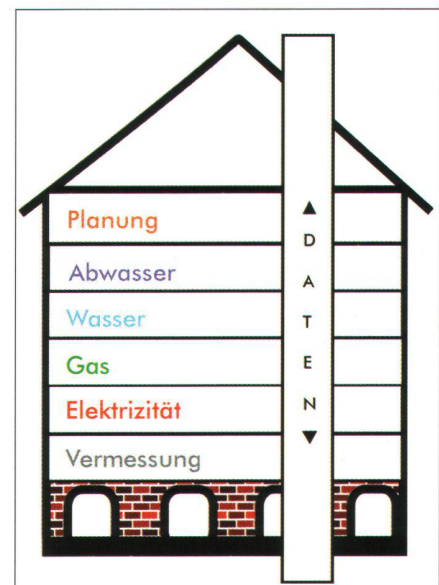 Planung
Abwasser
Wasser
Gas
Elektrizität
Vermessung
▲ DATEN ▼